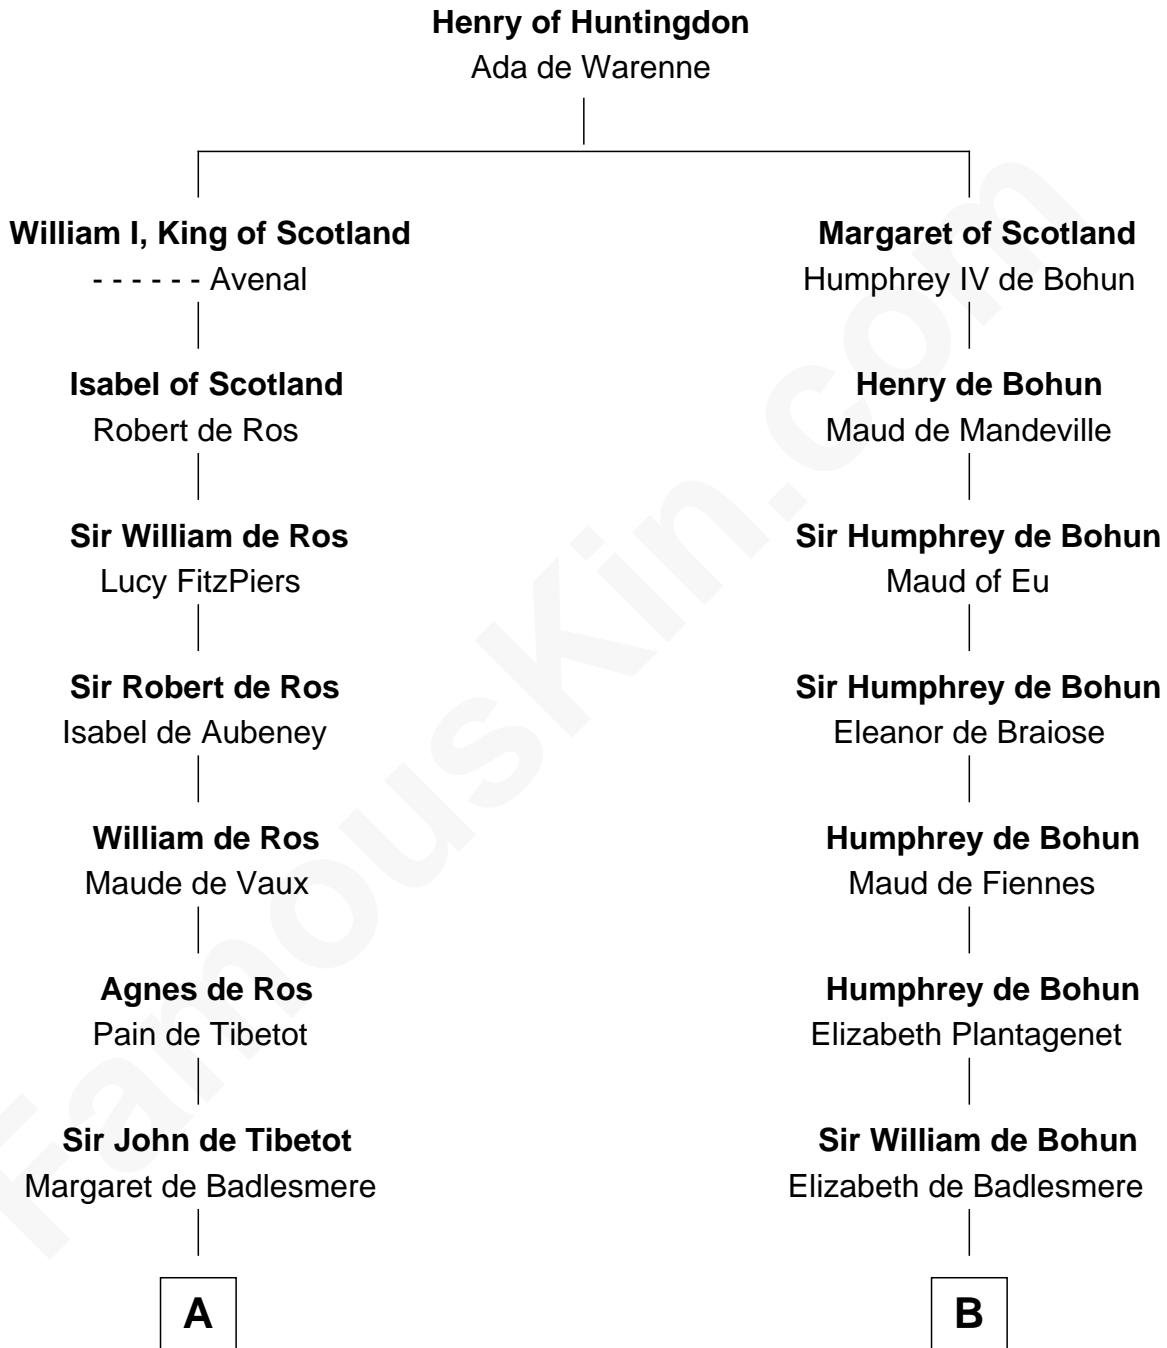 Henry of Huntingdon
Ada de Warenne
William I, King of Scotland
- - - - - - Avenal
Isabel of Scotland
Robert de Ros
Sir William de Ros
Lucy FitzPiers
Sir Robert de Ros
Isabel de Aubeney
William de Ros
Maude de Vaux
Agnes de Ros
Pain de Tibetot
Sir John de Tibetot
Margaret de Badlesmere
A
Margaret of Scotland
Humphrey IV de Bohun
Henry de Bohun
Maud de Mandeville
Sir Humphrey de Bohun
Maud of Eu
Sir Humphrey de Bohun
Eleanor de Braiose
Humphrey de Bohun
Maud de Fiennes
Humphrey de Bohun
Elizabeth Plantagenet
Sir William de Bohun
Elizabeth de Badlesmere
B
FamousKin.com